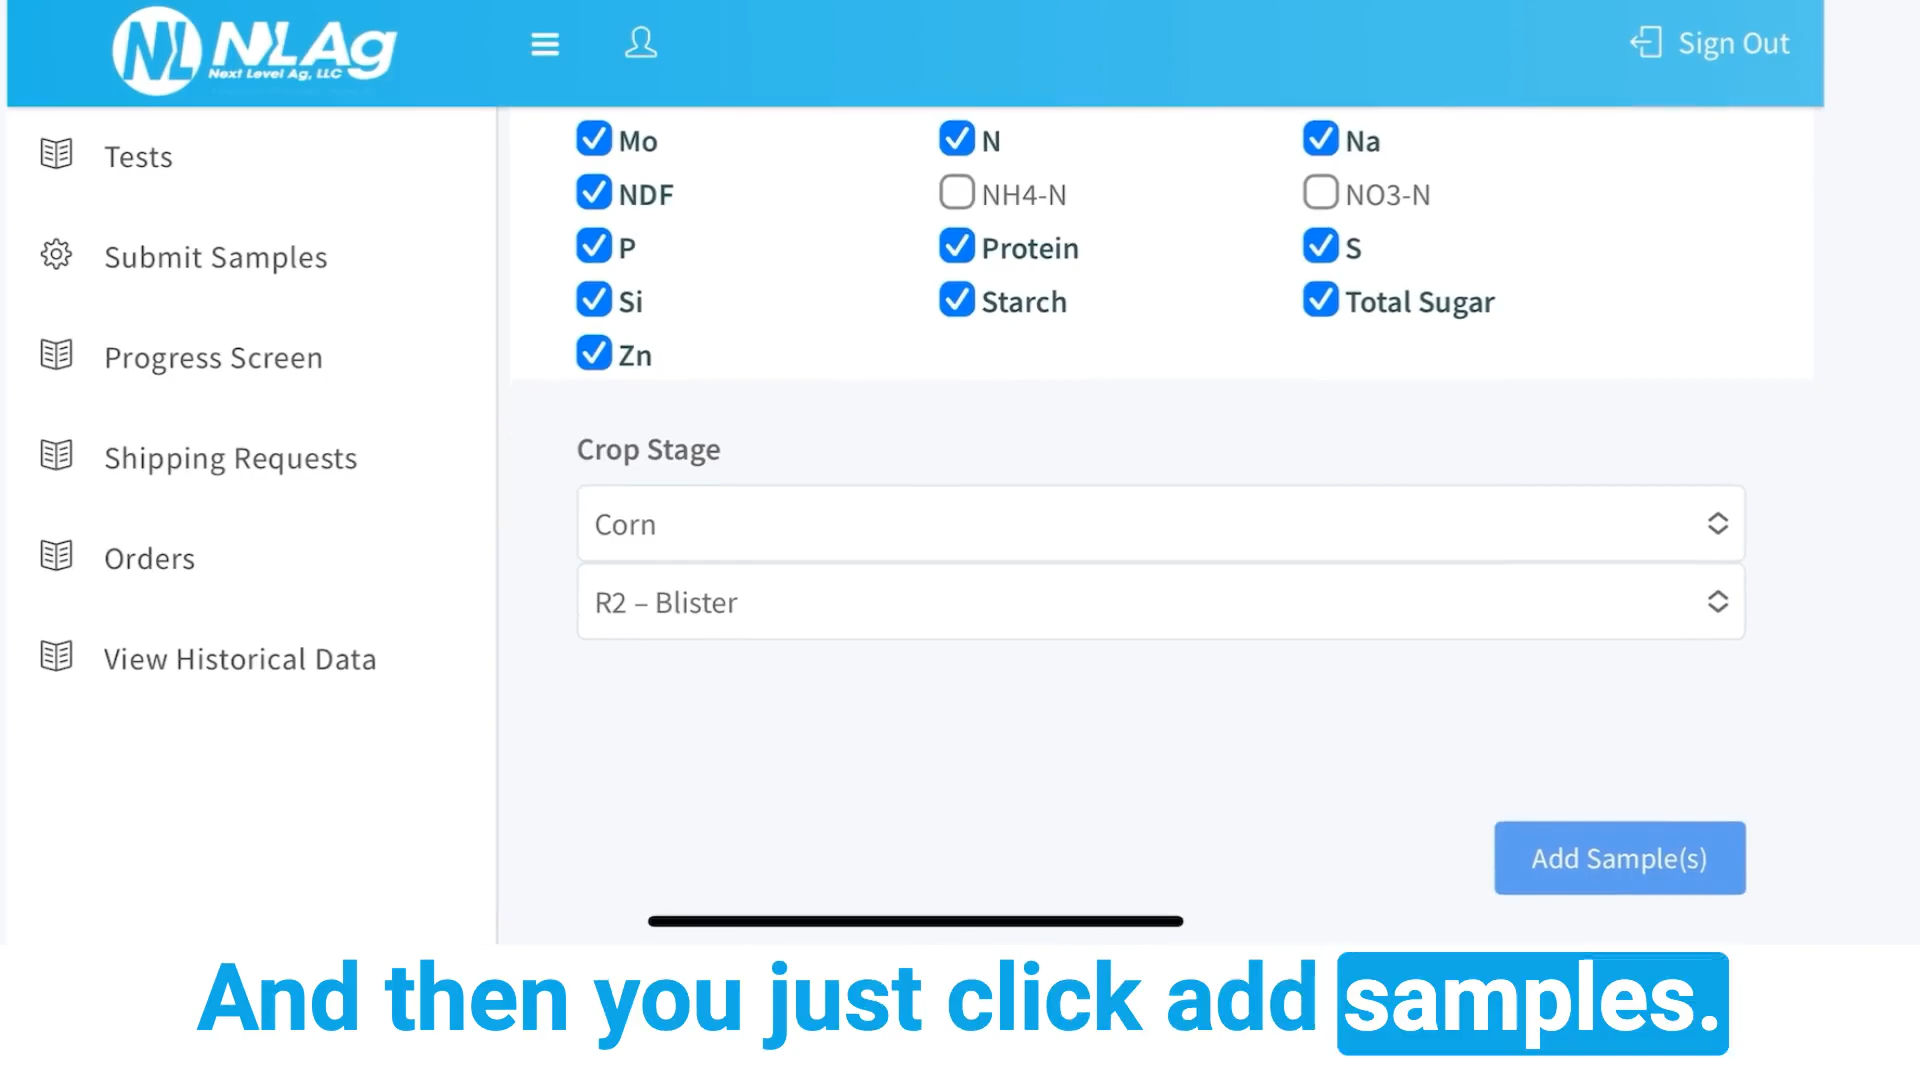 NL NLAg
Next Level Ag, LLC
Sign Out
Tests
Submit Samples
Progress Screen
Shipping Requests
Orders
View Historical Data
Mo N Na
NDF NH4-N NO3-N
P Protein S
Si Starch Total Sugar
Zn
Crop Stage
Corn
R2 – Blister
Add Sample(s)
And then you just click add samples.